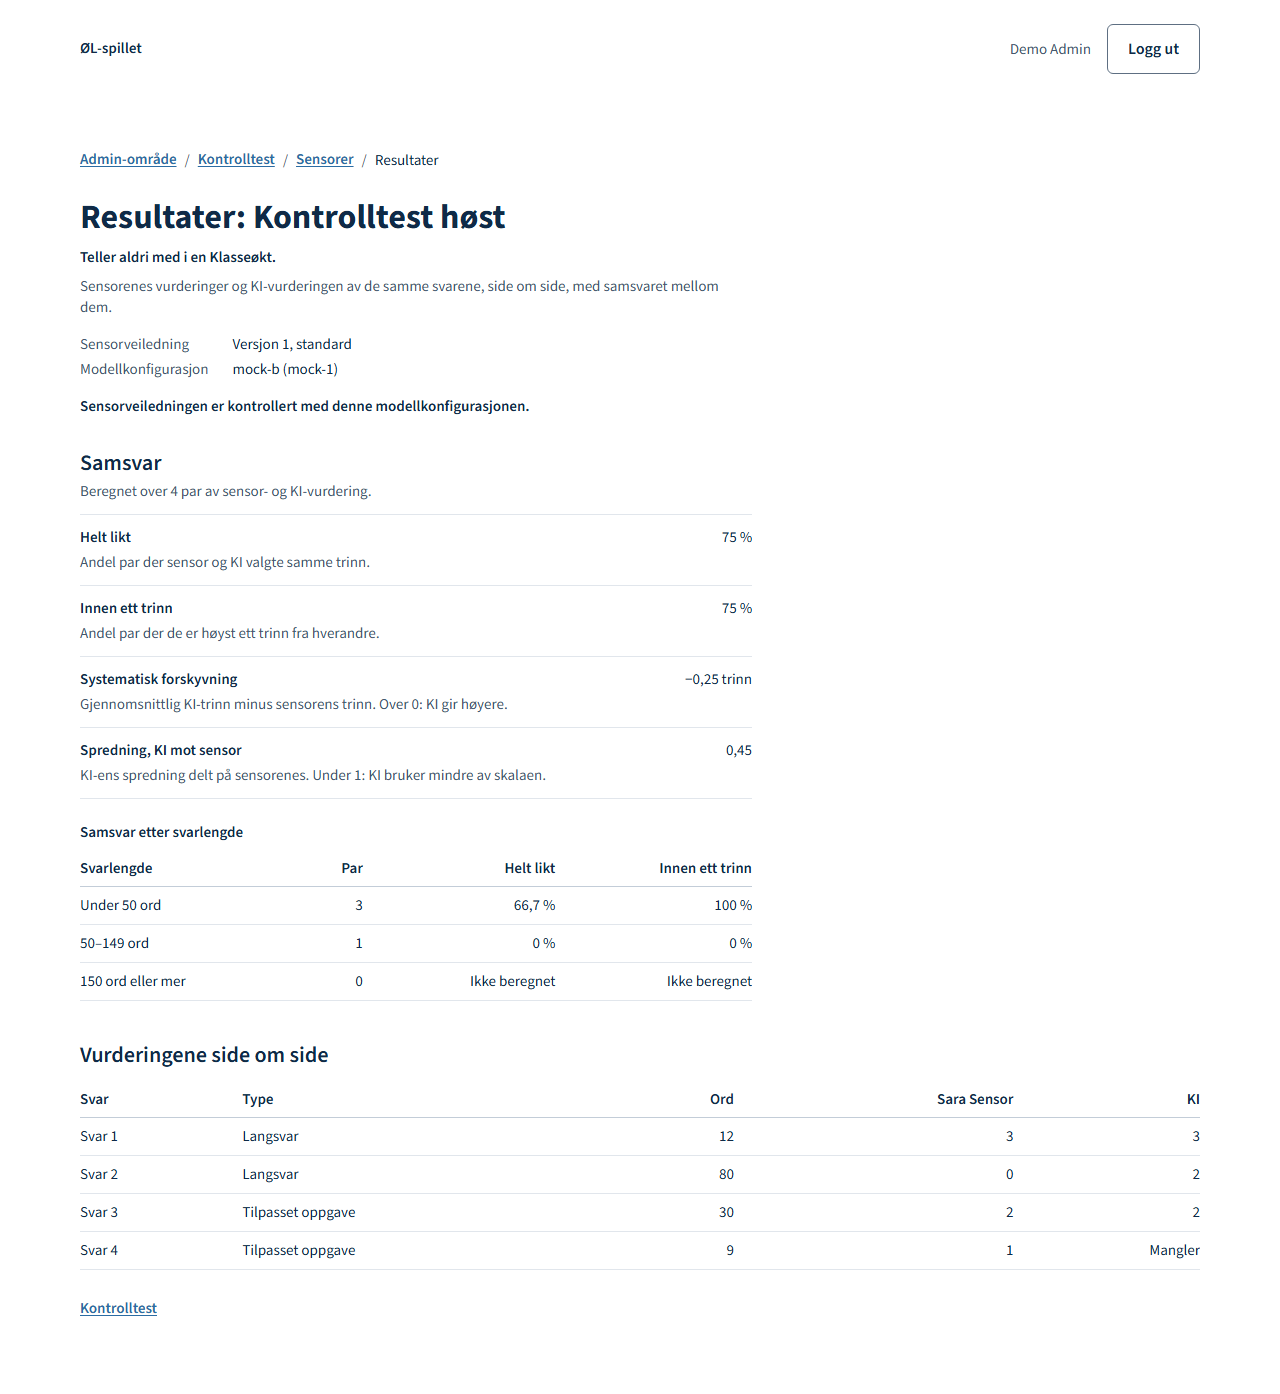 ØL-spillet
Demo Admin
Logg ut
Admin-område / Kontrolltest / Sensorer / Resultater
Resultater: Kontrolltest høst
Teller aldri med i en Klasseøkt.
Sensorenes vurderinger og KI-vurderingen av de samme svarene, side om side, med samsvaret mellom
dem.
Sensorveiledning Versjon 1, standard
Modellkonfigurasjon mock-b (mock-1)
Sensorveiledningen er kontrollert med denne modellkonfigurasjonen.
Samsvar
Beregnet over 4 par av sensor- og KI-vurdering.
Helt likt 75 %
Andel par der sensor og KI valgte samme trinn.
Innen ett trinn 75 %
Andel par der de er høyst ett trinn fra hverandre.
Systematisk forskyvning −0,25 trinn
Gjennomsnittlig KI-trinn minus sensorens trinn. Over 0: KI gir høyere.
Spredning, KI mot sensor 0,45
KI-ens spredning delt på sensorenes. Under 1: KI bruker mindre av skalaen.
Samsvar etter svarlengde
Svarlengde Par Helt likt Innen ett trinn
Under 50 ord 3 66,7 % 100 %
50–149 ord 1 0 % 0 %
150 ord eller mer 0 Ikke beregnet Ikke beregnet
Vurderingene side om side
Svar Type Ord Sara Sensor KI
Svar 1 Langsvar 12 3 3
Svar 2 Langsvar 80 0 2
Svar 3 Tilpasset oppgave 30 2 2
Svar 4 Tilpasset oppgave 9 1 Mangler
Kontrolltest